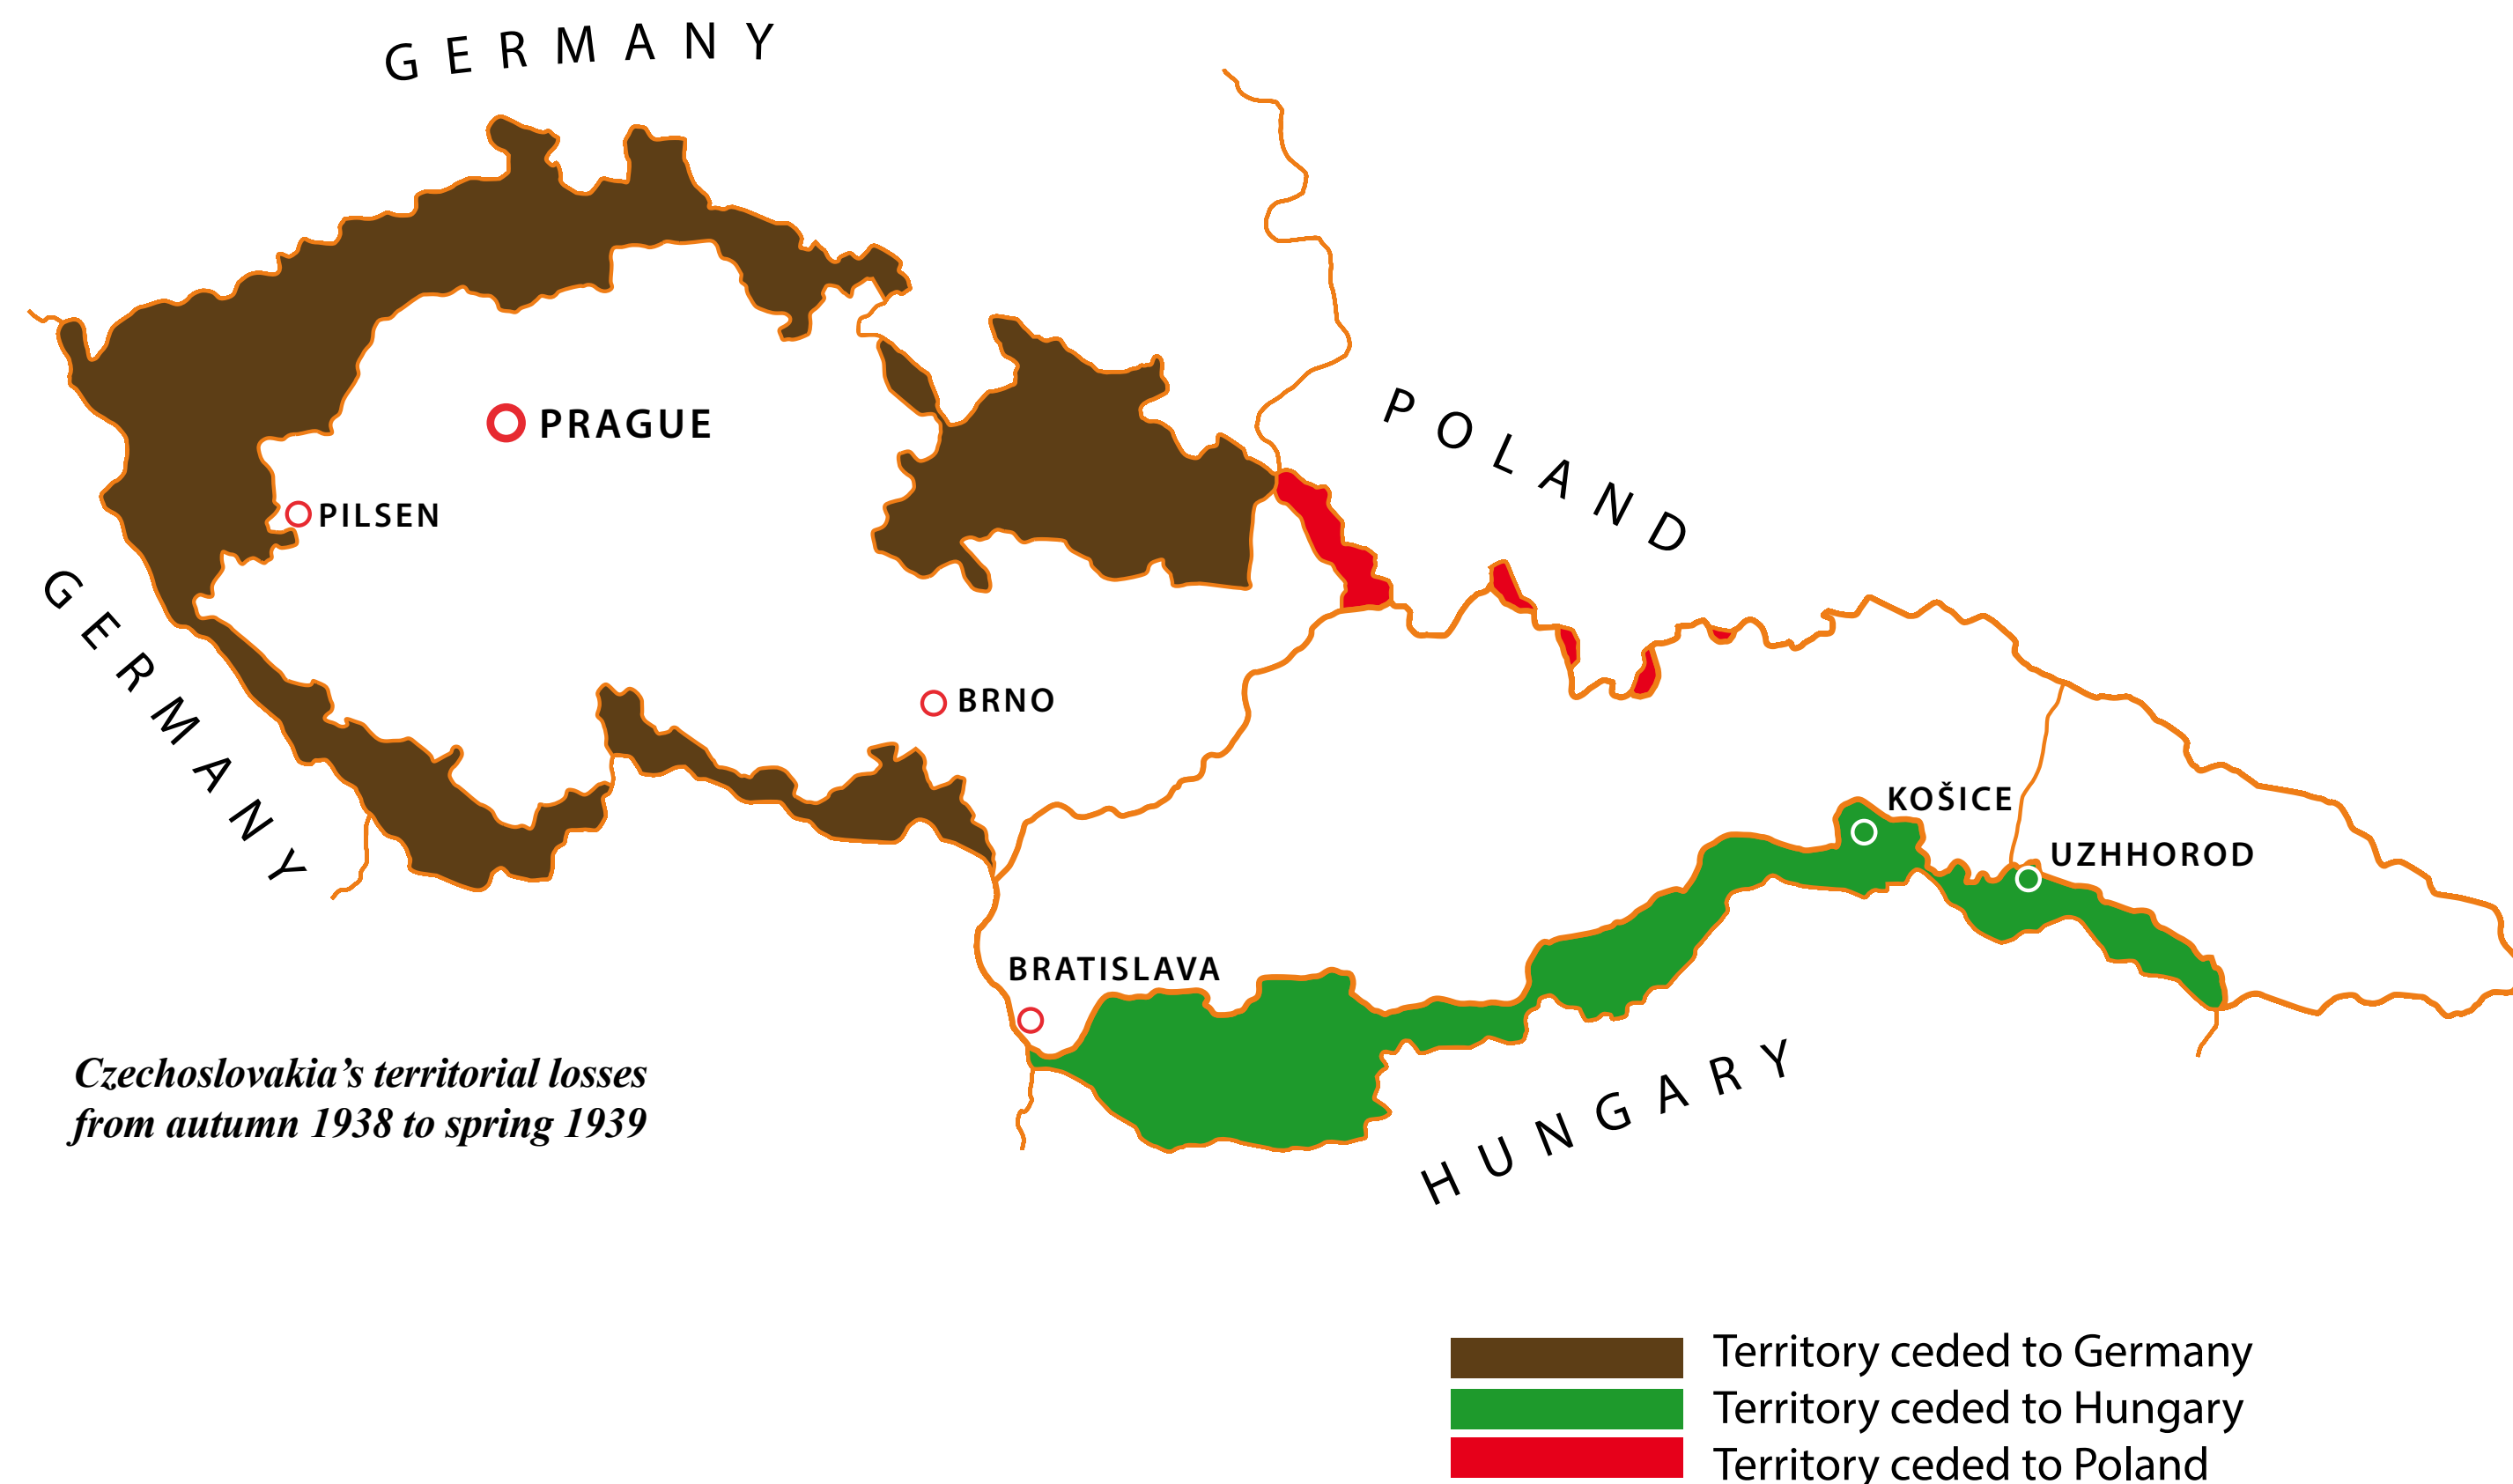 GERMANY
POLAND
PRAGUE
PILSEN
GERMANY
BRNO
KOŠICE
UZHHOROD
BRATISLAVA
HUNGARY
Czechoslovakia’s territorial losses
from autumn 1938 to spring 1939
Territory ceded to Germany
Territory ceded to Hungary
Territory ceded to Poland